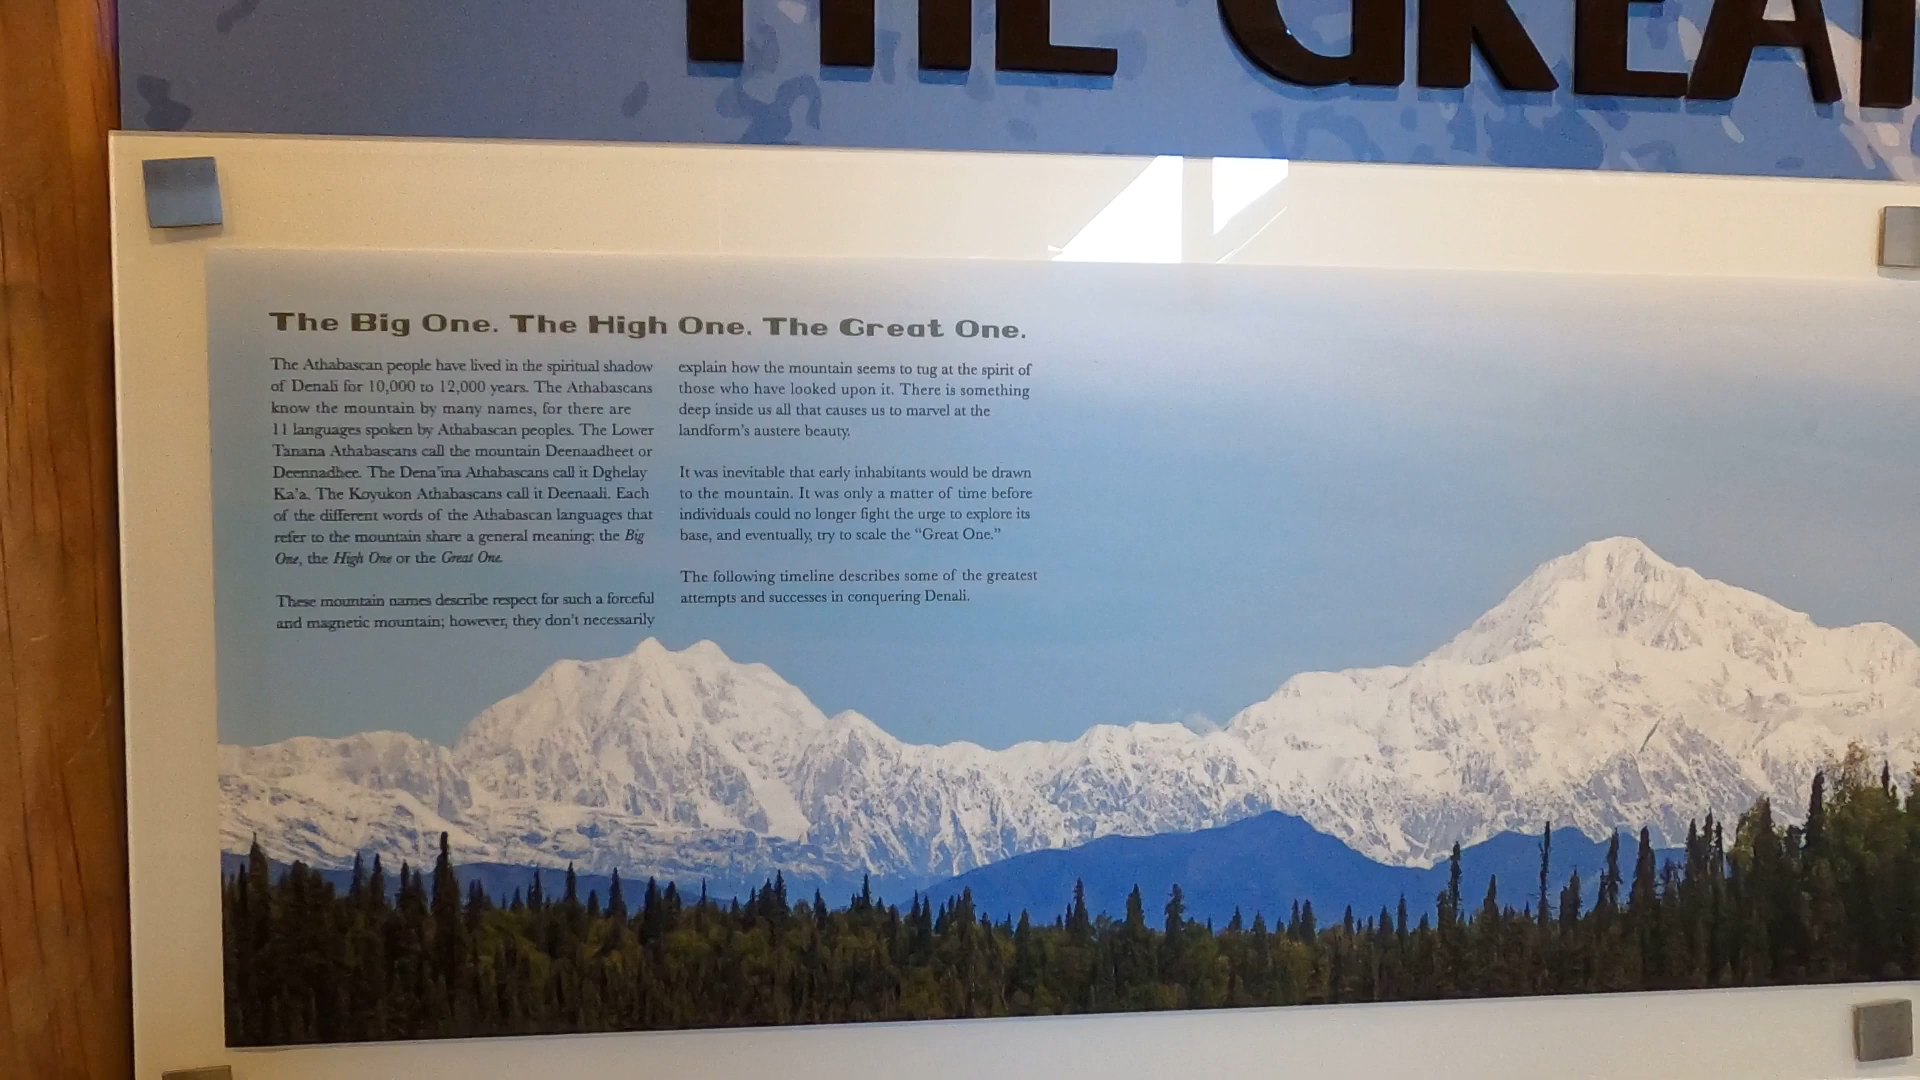 THE GREAT
The Big One. The High One. The Great One.
The Athabascan people have lived in the spiritual shadow
of Denali for 10,000 to 12,000 years. The Athabascans
know the mountain by many names, for there are
11 languages spoken by Athabascan peoples. The Lower
Tanana Athabascans call the mountain Deenaadheet or
Deennadhee. The Dena'ina Athabascans call it Dghelay
Ka'a. The Koyukon Athabascans call it Deenaali. Each
of the different words of the Athabascan languages that
refer to the mountain share a general meaning: the Big
One, the High One or the Great One.
These mountain names describe respect for such a forceful
and magnetic mountain; however, they don't necessarily
explain how the mountain seems to tug at the spirit of
those who have looked upon it. There is something
deep inside us all that causes us to marvel at the
landform's austere beauty.
It was inevitable that early inhabitants would be drawn
to the mountain. It was only a matter of time before
individuals could no longer fight the urge to explore its
base, and eventually, try to scale the “Great One.”
The following timeline describes some of the greatest
attempts and successes in conquering Denali.